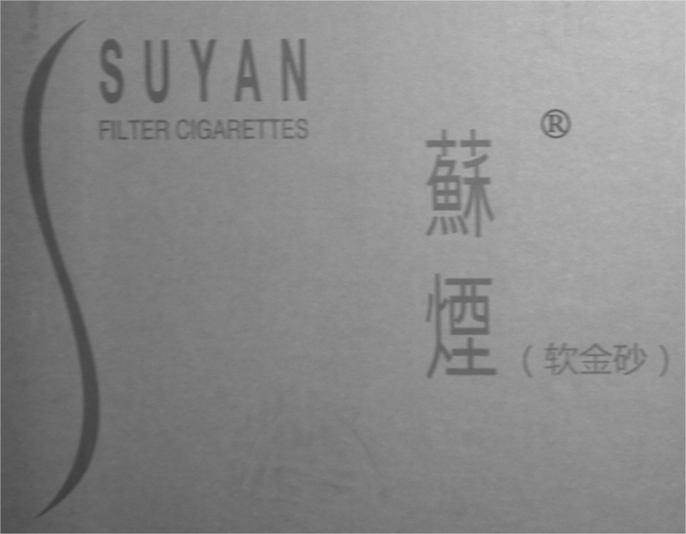 SUYAN
FILTER CIGARETTES
®
蘇
煙
（软金砂）